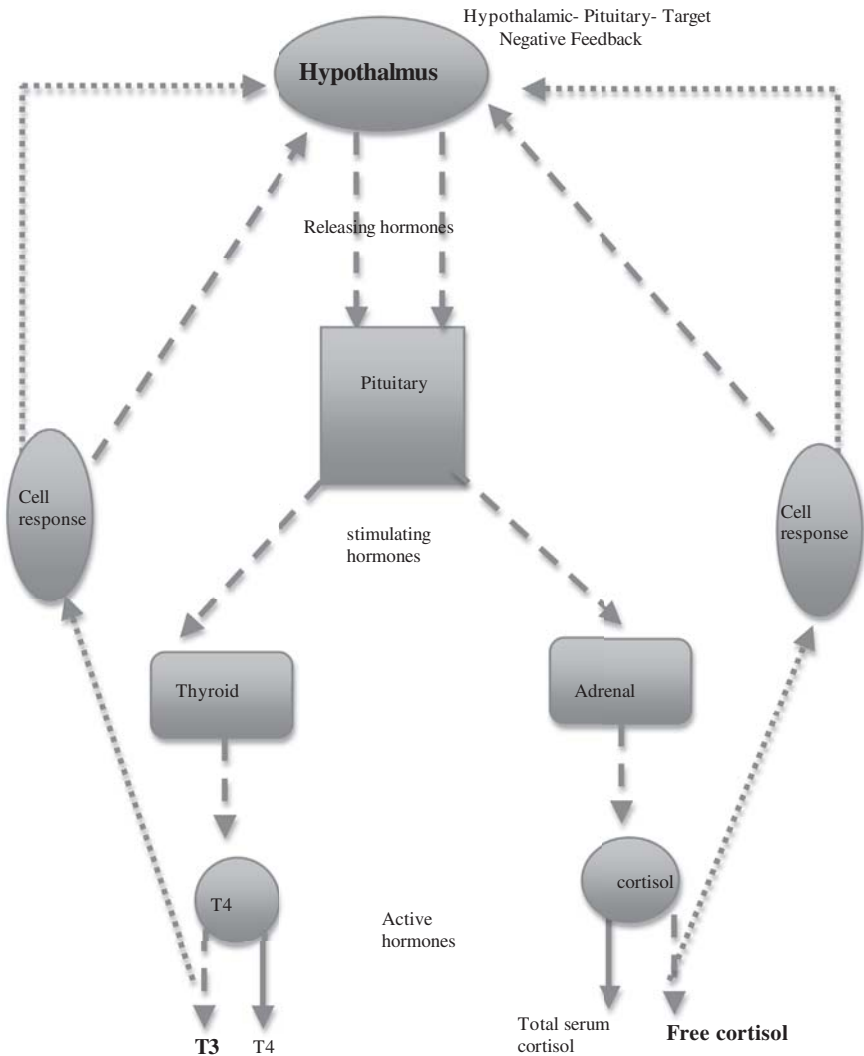 Hypothalamic- Pituitary- Target
Negative Feedback
Hypothalmus
Releasing hormones
Pituitary
Cell
response
Cell
response
stimulating
hormones
Thyroid
Adrenal
T4
cortisol
Active
hormones
T3
T4
Total serum
cortisol
Free cortisol